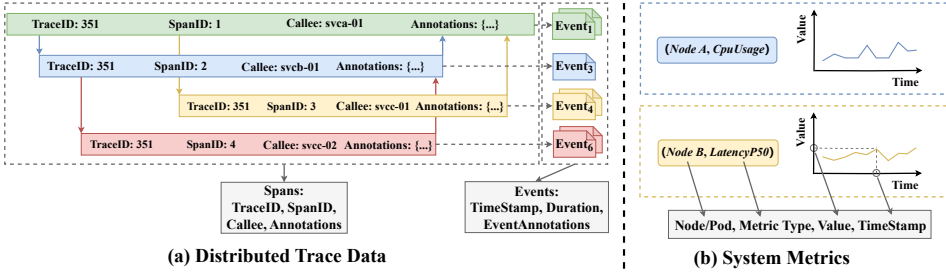 TraceID: 351 SpanID: 1 Callee: svca-01 Annotations: {...} Event1
TraceID: 351 SpanID: 2 Callee: svcb-01 Annotations: {...} Event3
TraceID: 351 SpanID: 3 Callee: svcc-01 Annotations: {...} Event4
TraceID: 351 SpanID: 4 Callee: svcc-02 Annotations: {...} Event6
Spans:
TraceID, SpanID,
Callee, Annotations
Events:
TimeStamp, Duration,
EventAnnotations
(a) Distributed Trace Data
(Node A, CpuUsage)
Value
Time
(Node B, LatencyP50)
Value
Time
Node/Pod, Metric Type, Value, TimeStamp
(b) System Metrics